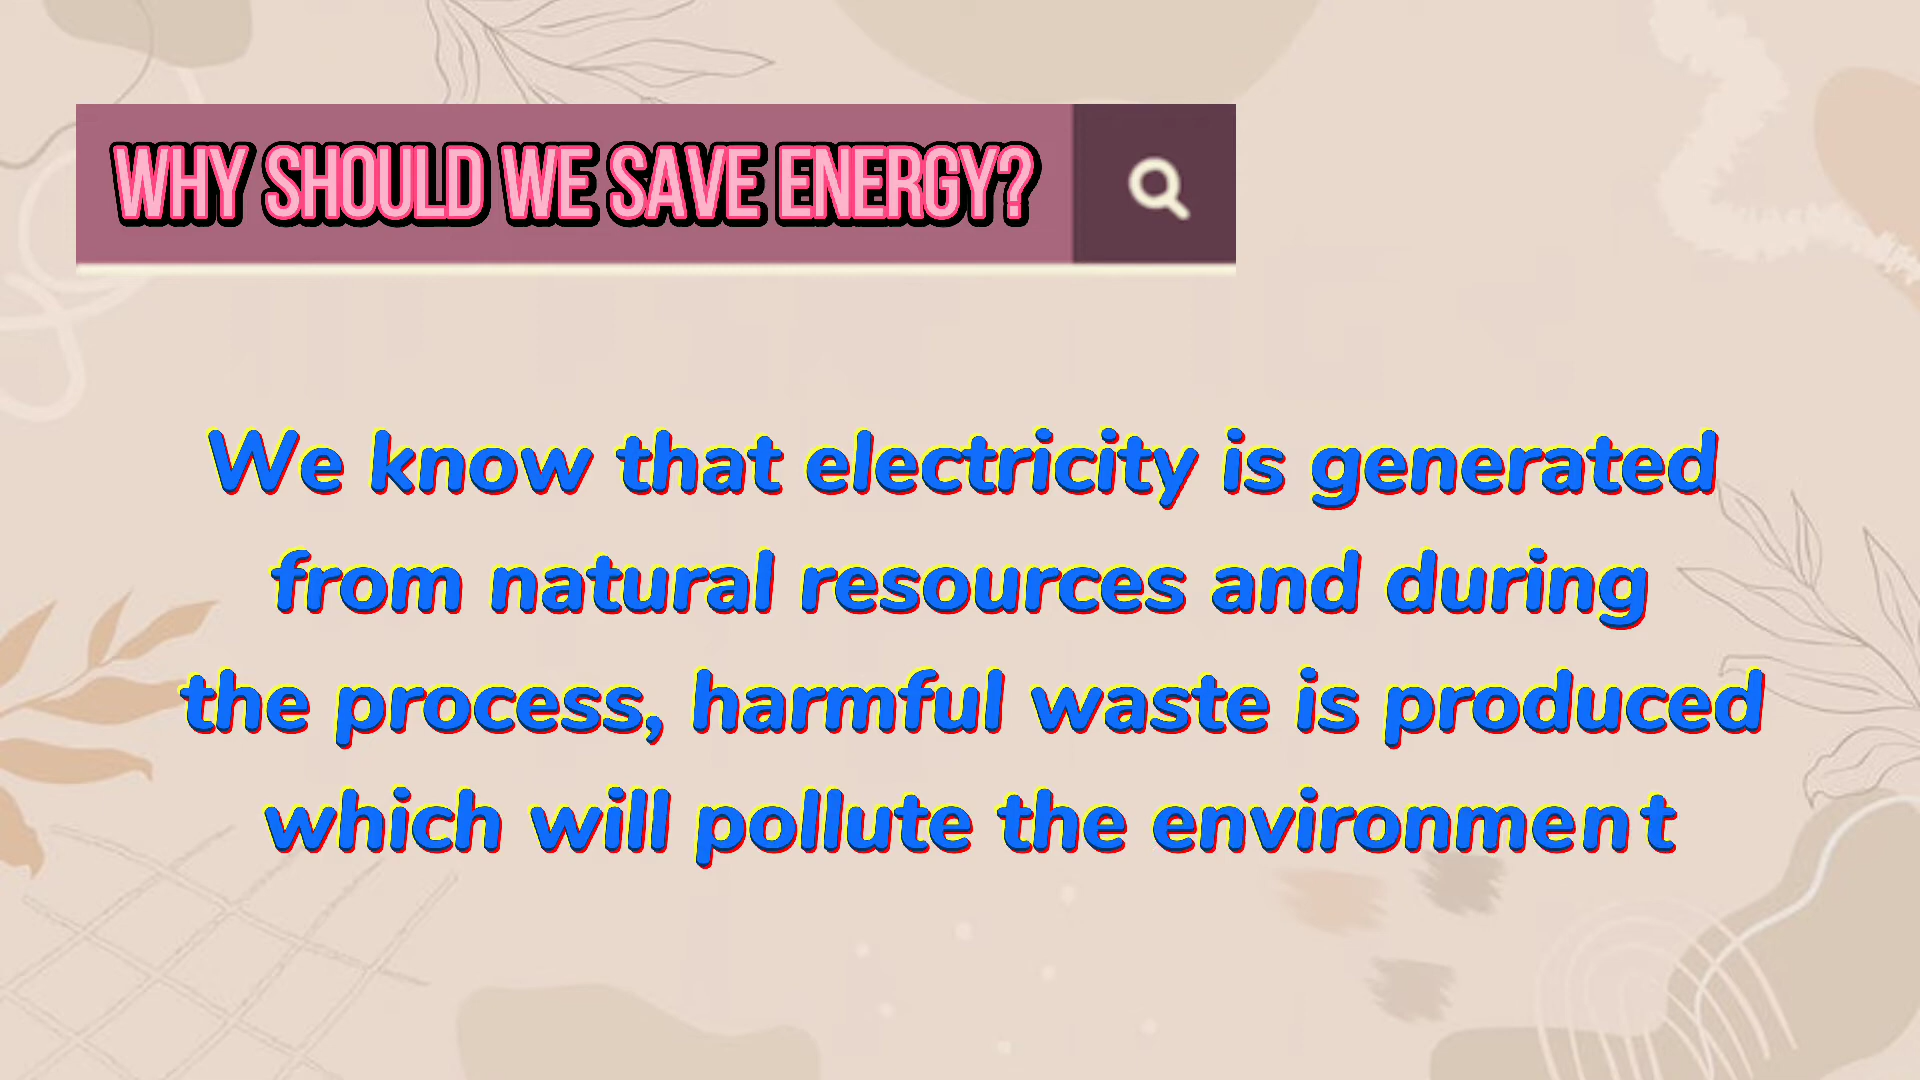 WHY SHOULD WE SAVE ENERGY?
We know that electricity is generated
from natural resources and during
the process, harmful waste is produced
which will pollute the environment